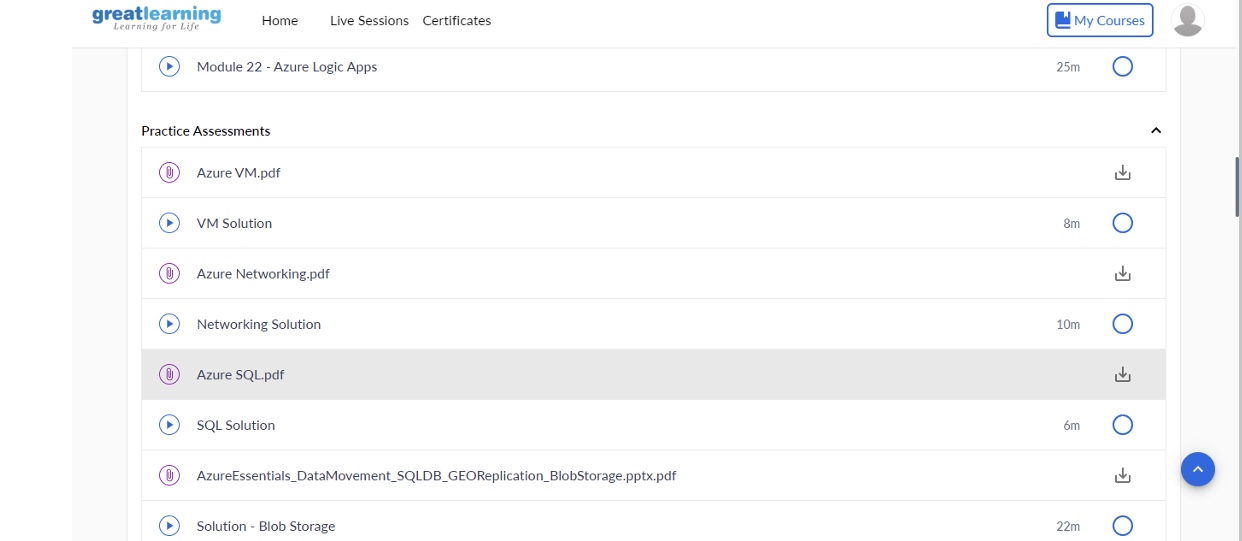 greatlearning
Learning for Life
Home Live Sessions Certificates My Courses
Module 22 - Azure Logic Apps 25m
Practice Assessments
Azure VM.pdf
VM Solution 8m
Azure Networking.pdf
Networking Solution 10m
Azure SQL.pdf
SQL Solution 6m
AzureEssentials_DataMovement_SQLDB_GEOReplication_BlobStorage.pptx.pdf
Solution - Blob Storage 22m